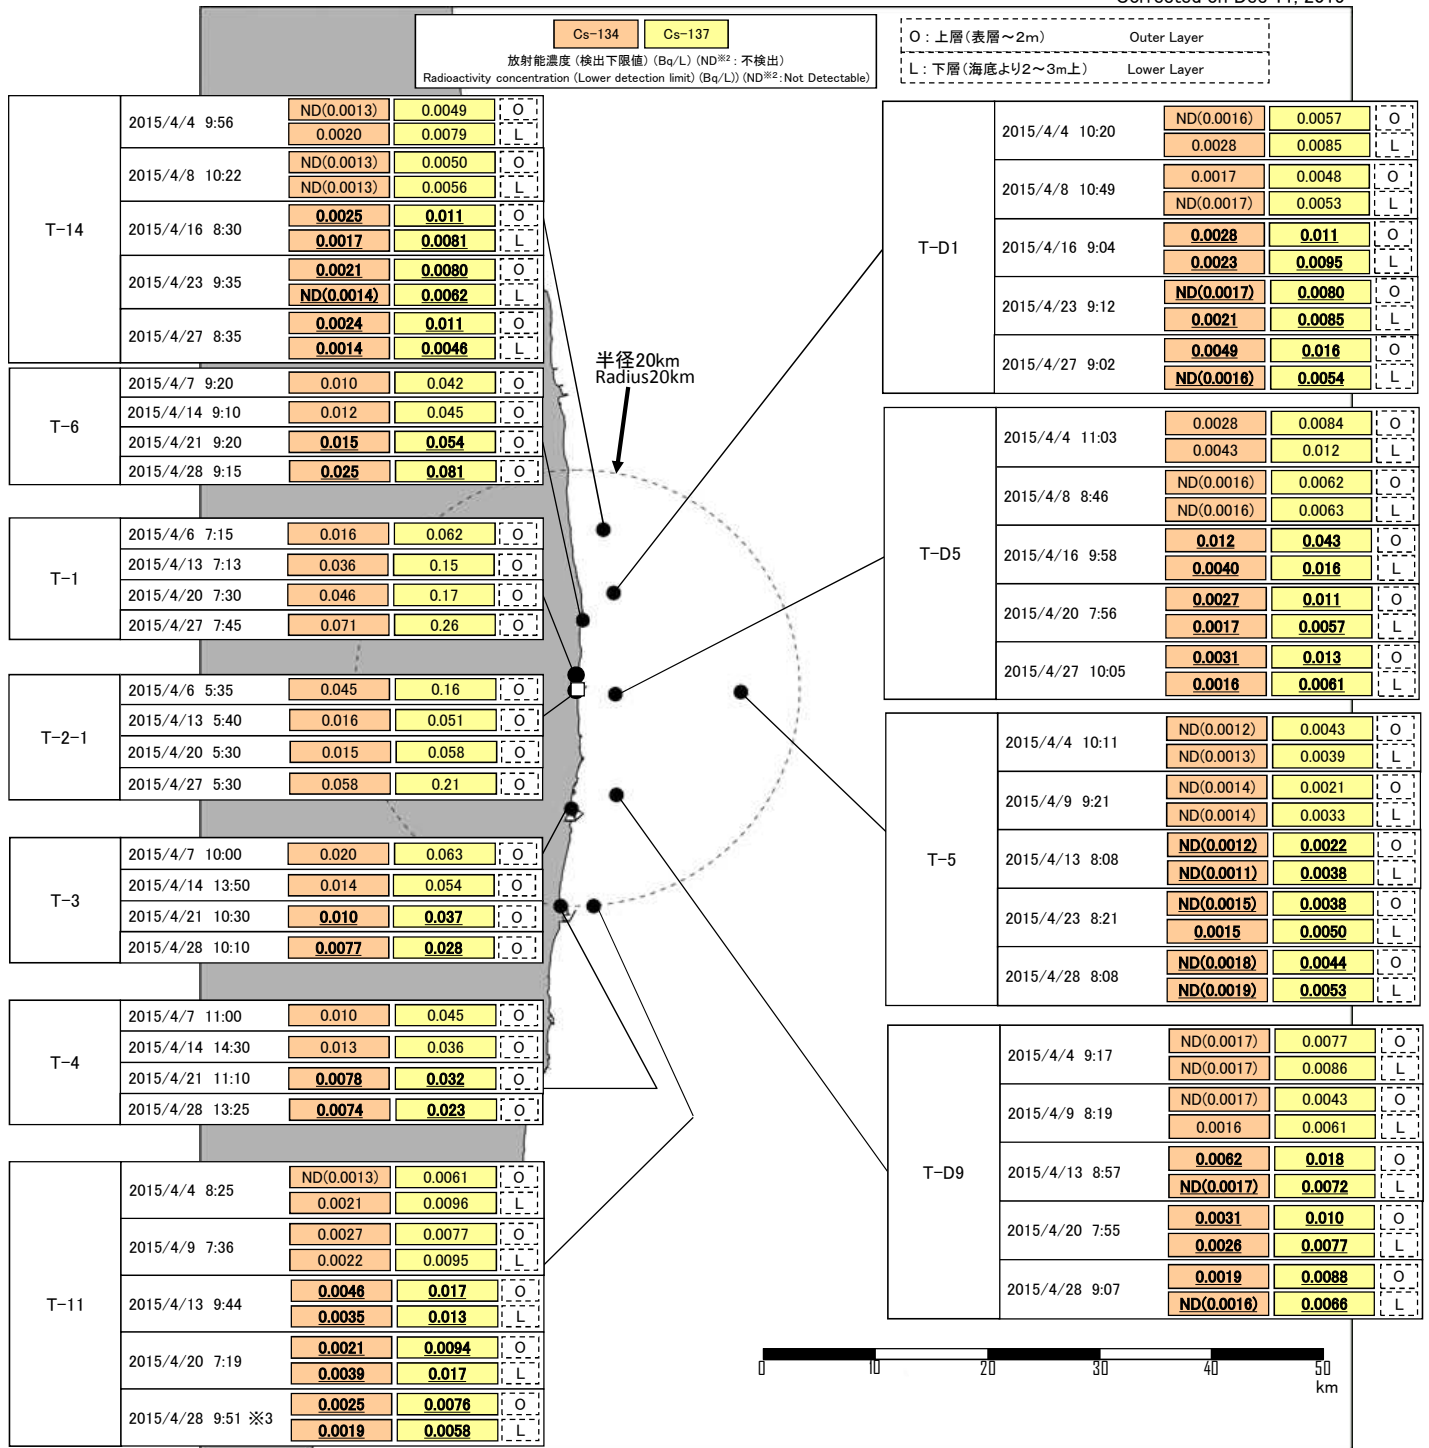 Cs-134 Cs-137
放射能濃度 (検出下限値) (Bq/L) (ND※2 : 不検出)
Radioactivity concentration (Lower detection limit) (Bq/L)) (ND※2:Not Detectable)
O : 上層(表層～2m) Outer Layer
L : 下層(海底より2～3m上) Lower Layer
T-14
2015/4/4 9:56
ND(0.0013) 0.0049 O
0.0020 0.0079 L
2015/4/8 10:22
ND(0.0013) 0.0050 O
ND(0.0013) 0.0056 L
2015/4/16 8:30
0.0025 0.011 O
0.0017 0.0081 L
2015/4/23 9:35
0.0021 0.0080 O
ND(0.0014) 0.0062 L
2015/4/27 8:35
0.0024 0.011 O
0.0014 0.0046 L
T-6
2015/4/7 9:20 0.010 0.042 O
2015/4/14 9:10 0.012 0.045 O
2015/4/21 9:20 0.015 0.054 O
2015/4/28 9:15 0.025 0.081 O
T-1
2015/4/6 7:15 0.016 0.062 O
2015/4/13 7:13 0.036 0.15 O
2015/4/20 7:30 0.046 0.17 O
2015/4/27 7:45 0.071 0.26 O
T-2-1
2015/4/6 5:35 0.045 0.16 O
2015/4/13 5:40 0.016 0.051 O
2015/4/20 5:30 0.015 0.058 O
2015/4/27 5:30 0.058 0.21 O
T-3
2015/4/7 10:00 0.020 0.063 O
2015/4/14 13:50 0.014 0.054 O
2015/4/21 10:30 0.010 0.037 O
2015/4/28 10:10 0.0077 0.028 O
T-4
2015/4/7 11:00 0.010 0.045 O
2015/4/14 14:30 0.013 0.036 O
2015/4/21 11:10 0.0078 0.032 O
2015/4/28 13:25 0.0074 0.023 O
T-11
2015/4/4 8:25
ND(0.0013) 0.0061 O
0.0021 0.0096 L
2015/4/9 7:36
0.0027 0.0077 O
0.0022 0.0095 L
2015/4/13 9:44
0.0046 0.017 O
0.0035 0.013 L
2015/4/20 7:19
0.0021 0.0094 O
0.0039 0.017 L
2015/4/28 9:51 ※3
0.0025 0.0076 O
0.0019 0.0058 L
半径20km
Radius20km
T-D1
2015/4/4 10:20
ND(0.0016) 0.0057 O
0.0028 0.0085 L
2015/4/8 10:49
0.0017 0.0048 O
ND(0.0017) 0.0053 L
2015/4/16 9:04
0.0028 0.011 O
0.0023 0.0095 L
2015/4/23 9:12
ND(0.0017) 0.0080 O
0.0021 0.0085 L
2015/4/27 9:02
0.0049 0.016 O
ND(0.0016) 0.0054 L
T-D5
2015/4/4 11:03
0.0028 0.0084 O
0.0043 0.012 L
2015/4/8 8:46
ND(0.0016) 0.0062 O
ND(0.0016) 0.0063 L
2015/4/16 9:58
0.012 0.043 O
0.0040 0.016 L
2015/4/20 7:56
0.0027 0.011 O
0.0017 0.0057 L
2015/4/27 10:05
0.0031 0.013 O
0.0016 0.0061 L
T-5
2015/4/4 10:11
ND(0.0012) 0.0043 O
ND(0.0013) 0.0039 L
2015/4/9 9:21
ND(0.0014) 0.0021 O
ND(0.0014) 0.0033 L
2015/4/13 8:08
ND(0.0012) 0.0022 O
ND(0.0011) 0.0038 L
2015/4/23 8:21
ND(0.0015) 0.0038 O
0.0015 0.0050 L
2015/4/28 8:08
ND(0.0018) 0.0044 O
ND(0.0019) 0.0053 L
T-D9
2015/4/4 9:17
ND(0.0017) 0.0077 O
ND(0.0017) 0.0086 L
2015/4/9 8:19
ND(0.0017) 0.0043 O
0.0016 0.0061 L
2015/4/13 8:57
0.0062 0.018 O
ND(0.0017) 0.0072 L
2015/4/20 7:55
0.0031 0.010 O
0.0026 0.0077 L
2015/4/28 9:07
0.0019 0.0088 O
ND(0.0016) 0.0066 L
0 10 20 30 40 50
km